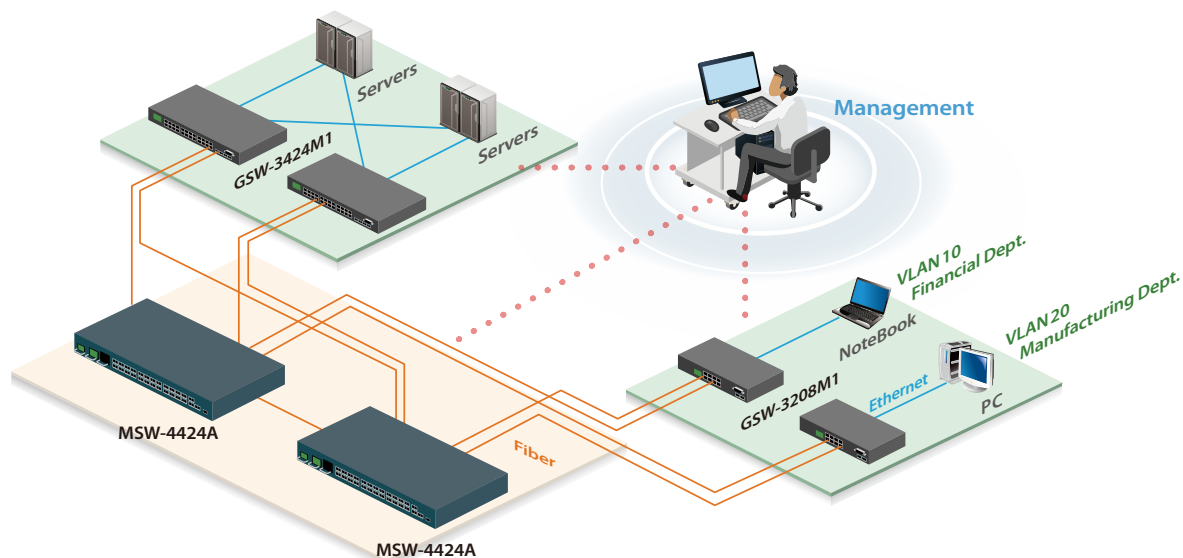 Servers
Servers
GSW-3424M1
Management
VLAN 10
Financial Dept.
VLAN 20
Manufacturing Dept.
NoteBook
GSW-3208M1
Ethernet
PC
MSW-4424A
Fiber
MSW-4424A